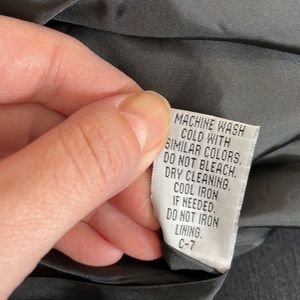 MACHINE WASH
COLD WITH
SIMILAR COLORS.
DO NOT BLEACH.
DRY CLEANING.
COOL IRON
IF NEEDED.
DO NOT IRON
LINING.
C-7